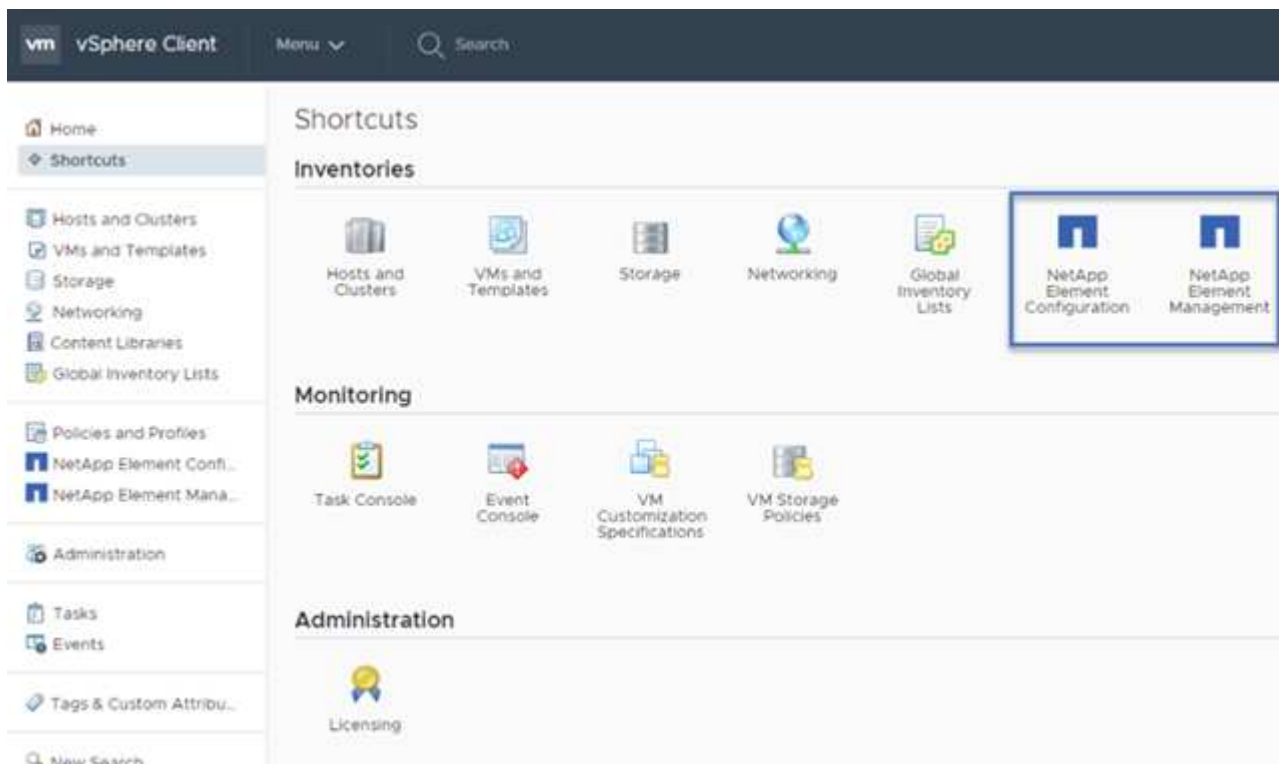 vm vSphere Client Menu Search
Home
Shortcuts
Hosts and Clusters
VMs and Templates
Storage
Networking
Content Libraries
Global Inventory Lists
Policies and Profiles
NetApp Element Confi...
NetApp Element Mana...
Administration
Tasks
Events
Tags & Custom Attribu...
New Search
Shortcuts
Inventories
Hosts and
Clusters
VMs and
Templates
Storage
Networking
Global
Inventory
Lists
NetApp
Element
Configuration
NetApp
Element
Management
Monitoring
Task Console
Event
Console
VM
Customization
Specifications
VM Storage
Policies
Administration
Licensing